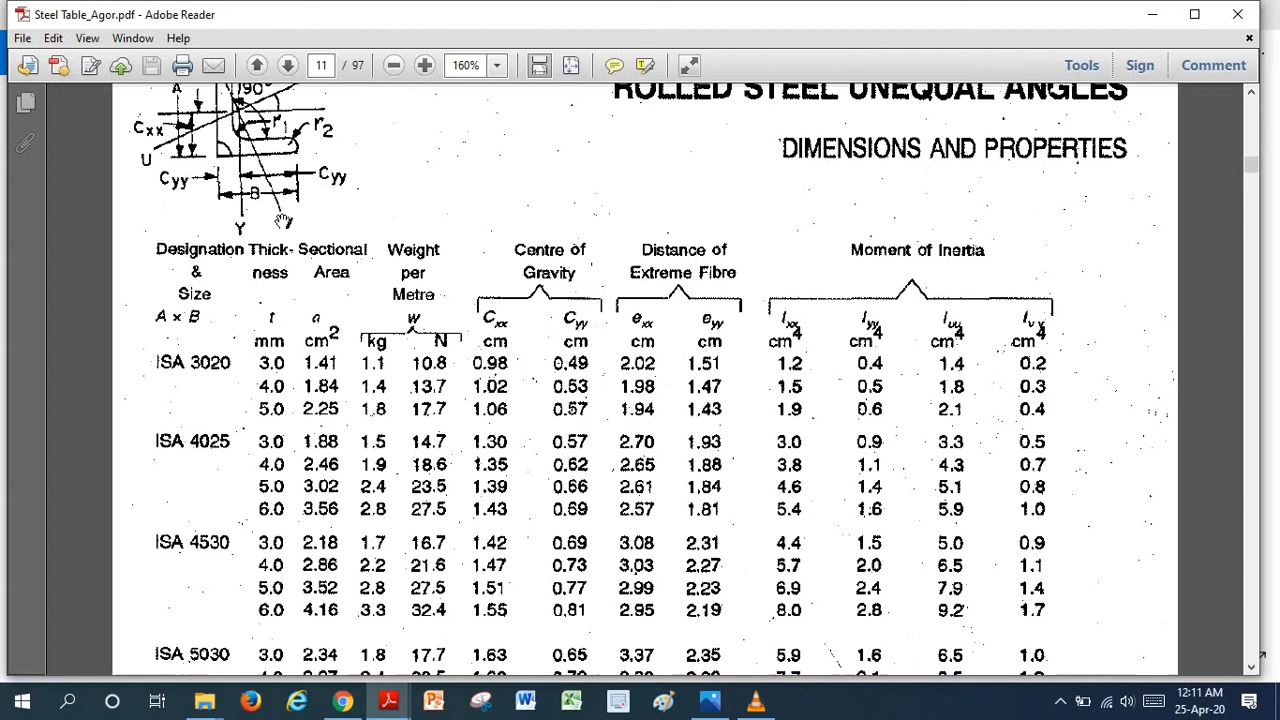 Steel Table_Agor.pdf - Adobe Reader
File Edit View Window Help
11 / 97 160% Tools Sign Comment
A 90°
ROLLED STEEL UNEQUAL ANGLES
Cxx r1 r2
U
DIMENSIONS AND PROPERTIES
Cyy Cyy
B
Y
Designation Thick- Sectional Weight Centre of Distance of Moment of Inertia
& ness Area per Gravity Extreme Fibre
Size Metre
A × B t a w Cxx Cyy exx eyy Ixx Iyy Iuu Ivv
mm cm2 kg N cm cm cm cm cm4 cm4 cm4 cm4
ISA 3020 3.0 1.41 1.1 10.8 0.98 0.49 2.02 1.51 1.2 0.4 1.4 0.2
4.0 1.84 1.4 13.7 1.02 0.53 1.98 1.47 1.5 0.5 1.8 0.3
5.0 2.25 1.8 17.7 1.06 0.57 1.94 1.43 1.9 0.6 2.1 0.4
ISA 4025 3.0 1.88 1.5 14.7 1.30 0.57 2.70 1.93 3.0 0.9 3.3 0.5
4.0 2.46 1.9 18.6 1.35 0.62 2.65 1.88 3.8 1.1 4.3 0.7
5.0 3.02 2.4 23.5 1.39 0.66 2.61 1.84 4.6 1.4 5.1 0.8
6.0 3.56 2.8 27.5 1.43 0.69 2.57 1.81 5.4 1.6 5.9 1.0
ISA 4530 3.0 2.18 1.7 16.7 1.42 0.69 3.08 2.31 4.4 1.5 5.0 0.9
4.0 2.86 2.2 21.6 1.47 0.73 3.03 2.27 5.7 2.0 6.5 1.1
5.0 3.52 2.8 27.5 1.51 0.77 2.99 2.23 6.9 2.4 7.9 1.4
6.0 4.16 3.3 32.4 1.55 0.81 2.95 2.19 8.0 2.8 9.2 1.7
ISA 5030 3.0 2.34 1.8 17.7 1.63 0.65 3.37 2.35 5.9 1.6 6.5 1.0
12:11 AM
25-Apr-20